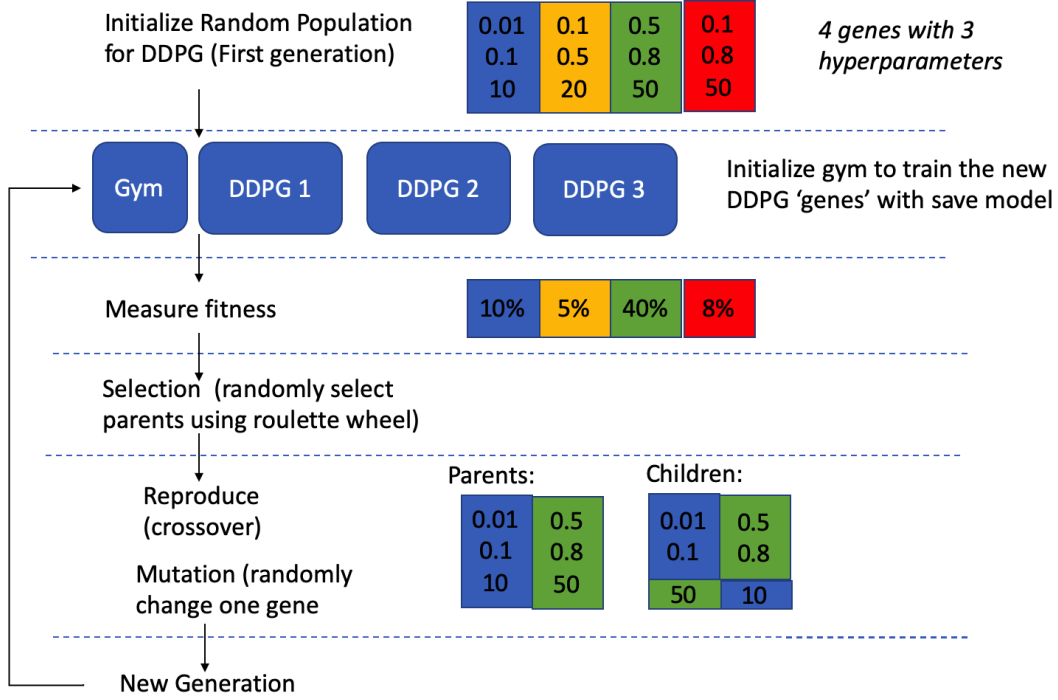 Initialize Random Population
for DDPG (First generation)
0.01 0.1 0.5 0.1
0.1 0.5 0.8 0.8
10 20 50 50
4 genes with 3
hyperparameters
Gym
DDPG 1
DDPG 2
DDPG 3
Initialize gym to train the new
DDPG ‘genes’ with save model
Measure fitness
10% 5% 40% 8%
Selection (randomly select
parents using roulette wheel)
Reproduce
(crossover)
Parents:
0.01 0.5
0.1 0.8
10 50
Children:
0.01 0.5
0.1 0.8
50 10
Mutation (randomly
change one gene
New Generation